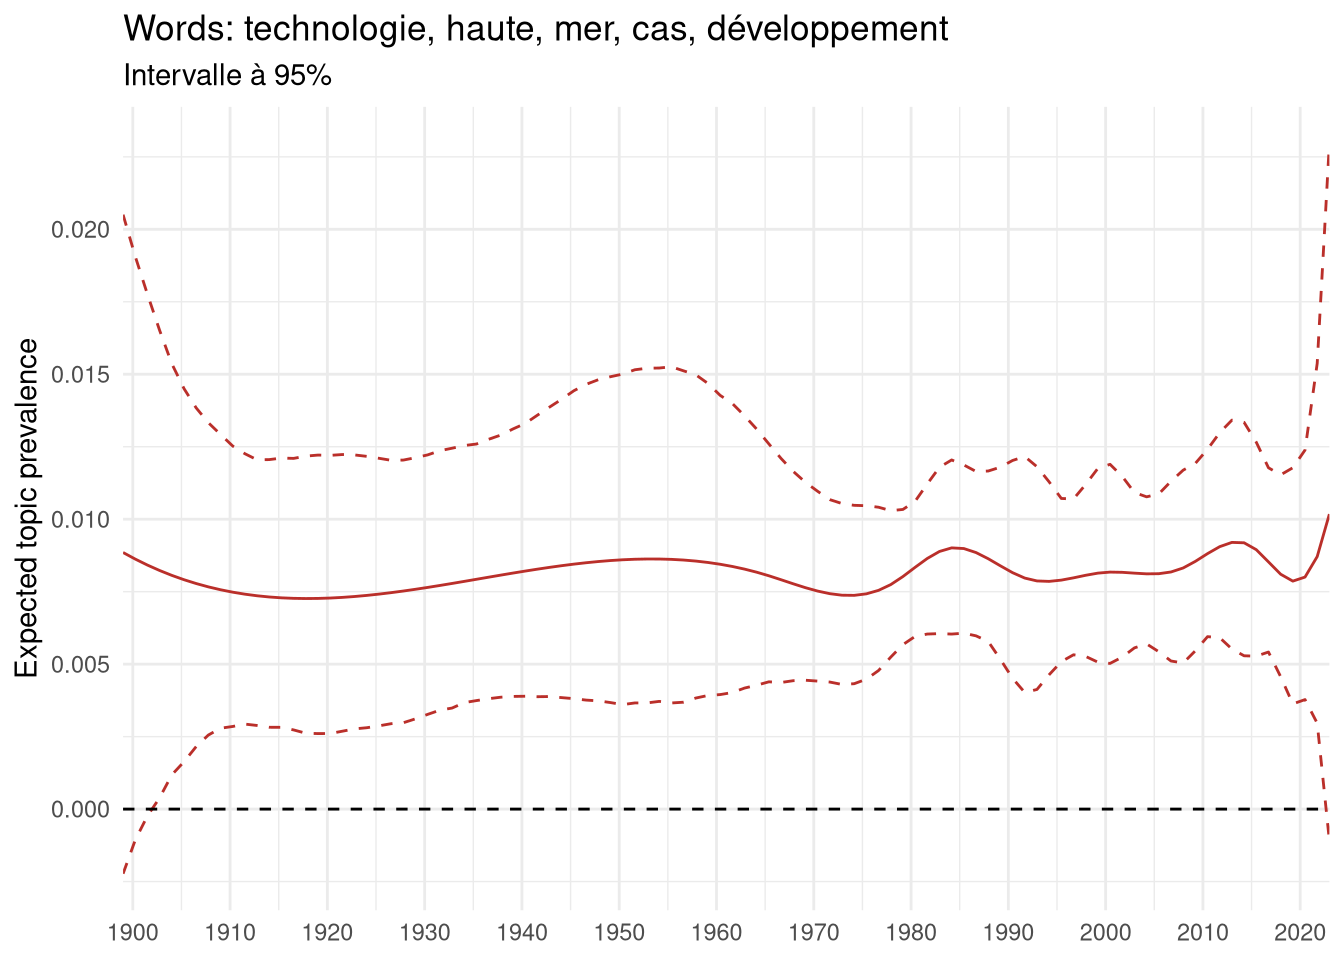 Words: technologie, haute, mer, cas, développement
Intervalle à 95%
Expected topic prevalence
0.020
0.015
0.010
0.005
0.000
1900 1910 1920 1930 1940 1950 1960 1970 1980 1990 2000 2010 2020